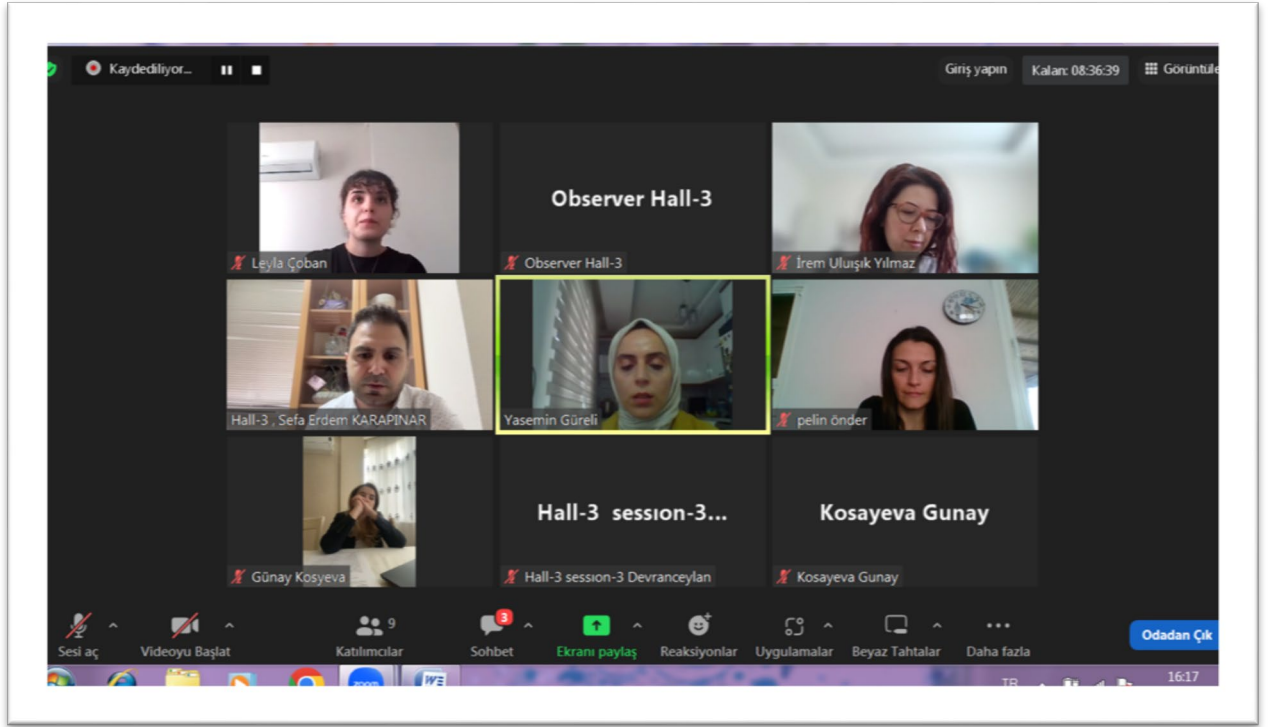 Kaydediliyor...
Giriş yapın
Kalan: 08:36:39
Görüntüle
Leyla Çoban
Observer Hall-3
Observer Hall-3
İrem Uluışık Yılmaz
Hall-3 , Sefa Erdem KARAPINAR
Yasemin Güreli
pelin önder
Günay Kosyeva
Hall-3 sessıon-3...
Hall-3 sessıon-3 Devranceylan
Kosayeva Gunay
Kosayeva Gunay
Sesi aç
Videoyu Başlat
9
Katılımcılar
3
Sohbet
Ekranı paylaş
Reaksiyonlar
Uygulamalar
Beyaz Tahtalar
Daha fazla
Odadan Çık
zoom
TR
16:17